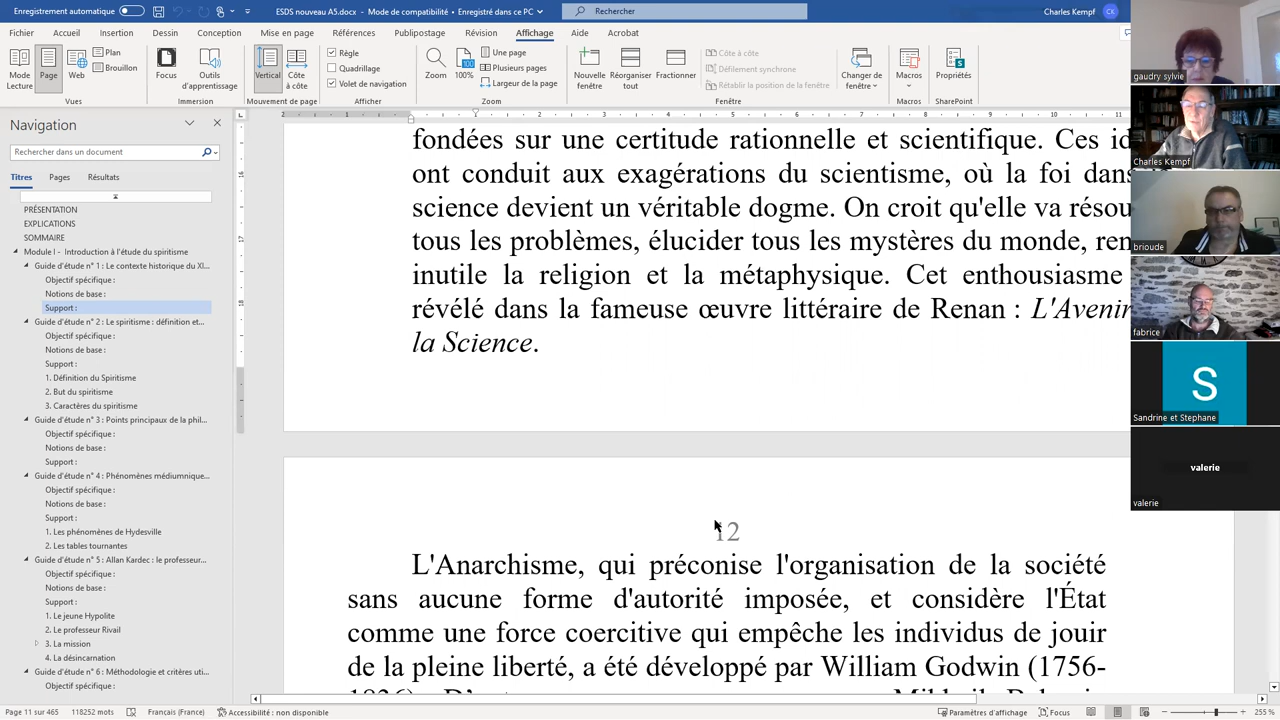 Enregistrement automatique
ESDS nouveau A5.docx - Mode de compatibilité • Enregistré dans ce PC
Rechercher
Charles Kempf
CK
Fichier Accueil Insertion Dessin Conception Mise en page Références Publipostage Révision Affichage Aide Acrobat
Mode Lecture
Page
Web
Plan
Brouillon
Vues
Focus
Outils d'apprentissage
Immersion
Vertical
Côte à côte
Mouvement de page
Règle
Quadrillage
Volet de navigation
Afficher
Zoom
100%
Une page
Plusieurs pages
Largeur de la page
Zoom
Nouvelle fenêtre
Réorganiser tout
Fractionner
Côte à côte
Défilement synchrone
Rétablir la position de la fenêtre
Fenêtre
Changer de fenêtre
Macros
Macros
Propriétés
SharePoint
Navigation
Rechercher dans un document
Titres Pages Résultats
PRÉSENTATION
EXPLICATIONS
SOMMAIRE
Module I - Introduction à l'étude du spiritisme
Guide d'étude n° 1 : Le contexte historique du XI...
Objectif spécifique :
Notions de base :
Support :
Guide d'étude n° 2 : Le spiritisme : définition et...
Objectif spécifique :
Notions de base :
Support :
1. Définition du Spiritisme
2. But du spiritisme
3. Caractères du spiritisme
Guide d'étude n° 3 : Points principaux de la phil...
Objectif spécifique :
Notions de base :
Support :
Guide d'étude n° 4 : Phénomènes médiumnique...
Objectif spécifique :
Notions de base :
Support :
1. Les phénomènes de Hydesville
2. Les tables tournantes
Guide d'étude n° 5 : Allan Kardec : le professeur...
Objectif spécifique :
Notions de base :
Support :
1. Le jeune Hypolite
2. Le professeur Rivail
3. La mission
4. La désincarnation
Guide d'étude n° 6 : Méthodologie et critères uti...
Objectif spécifique :
fondées sur une certitude rationnelle et scientifique. Ces id
ont conduit aux exagérations du scientisme, où la foi dans
science devient un véritable dogme. On croit qu'elle va résou
tous les problèmes, élucider tous les mystères du monde, ren
inutile la religion et la métaphysique. Cet enthousiasme
révélé dans la fameuse œuvre littéraire de Renan : L'Avenir
la Science.
12
L'Anarchisme, qui préconise l'organisation de la société
sans aucune forme d'autorité imposée, et considère l'État
comme une force coercitive qui empêche les individus de jouir
de la pleine liberté, a été développé par William Godwin (1756-
gaudry sylvie
Charles Kempf
brioude
fabrice
S
Sandrine et Stephane
valerie
valerie
Page 11 sur 465
118252 mots
Français (France)
Accessibilité : non disponible
Paramètres d'affichage
Focus
255 %